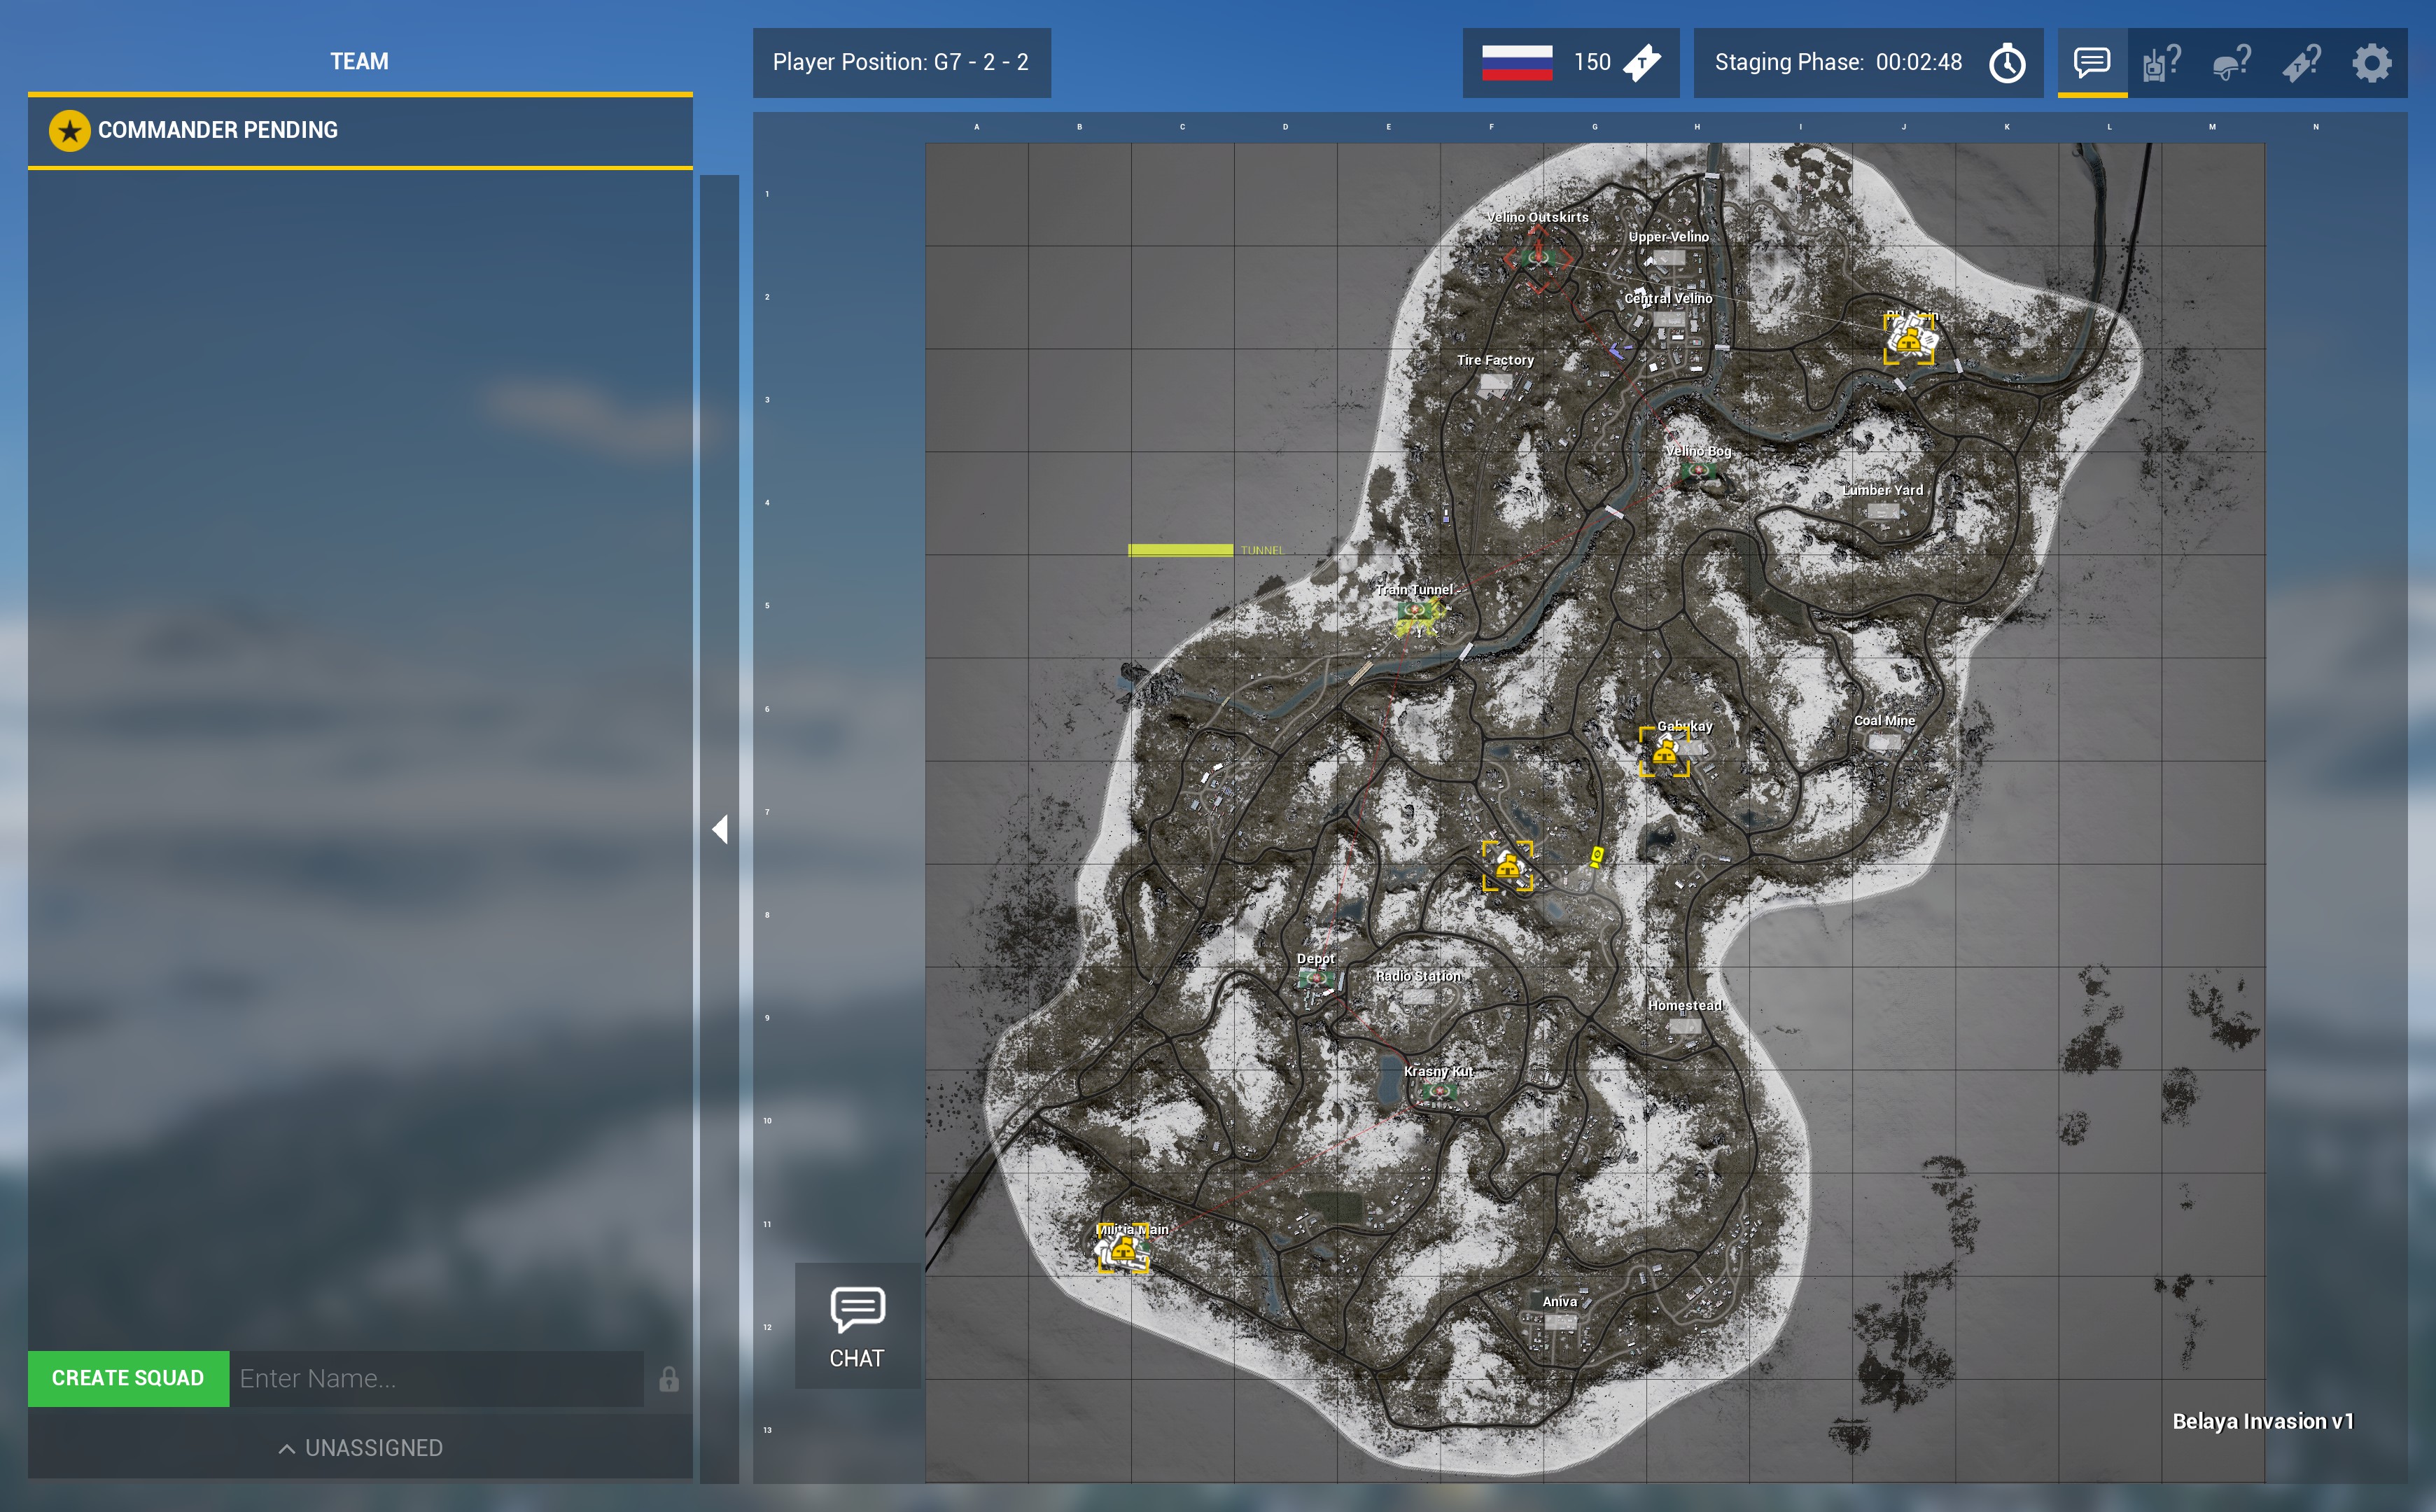 TEAM
COMMANDER PENDING
Player Position: G7 - 2 - 2
150
T
Staging Phase: 00:02:48
? ? T ?
A B C D E F G H I J K L M N
1
2
3
4
5
6
7
8
9
10
11
12
13
Velino Outskirts
Upper Velino
Central Velino
Tire Factory
Velino Bog
Lumber Yard
TUNNEL
Train Tunnel
Gabukay
Coal Mine
Depot
Radio Station
Homestead
Krasny Kut
Militia Main
Aniva
Belaya Invasion v1
CHAT
CREATE SQUAD
Enter Name...
UNASSIGNED